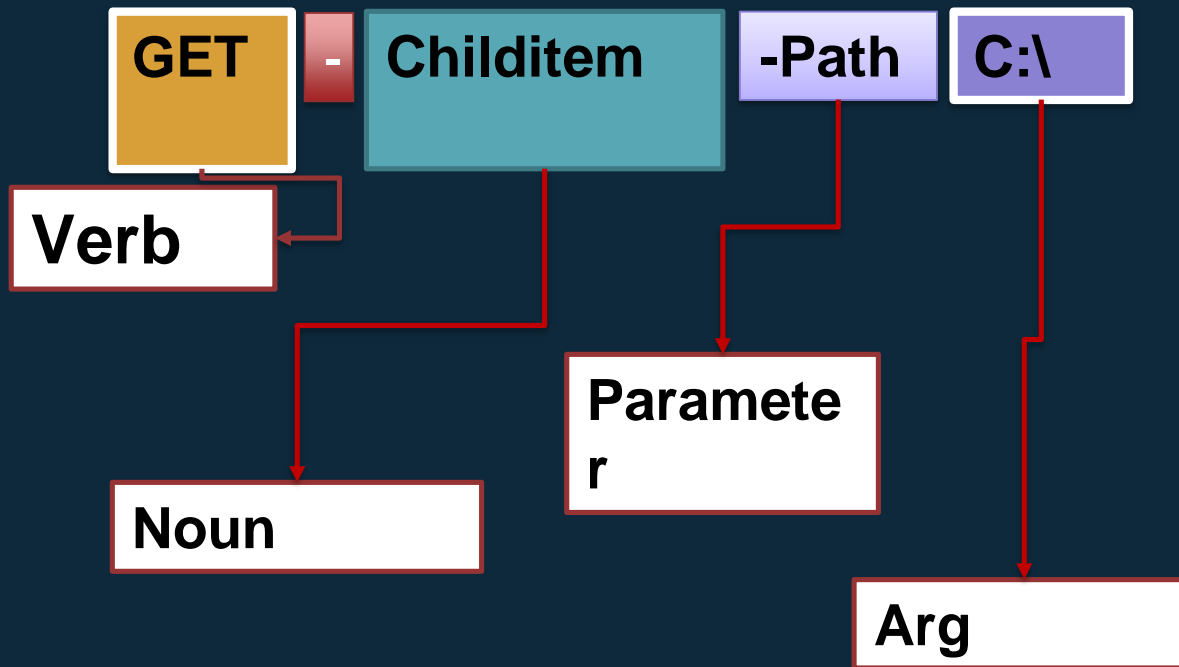 GET - Childitem -Path C:\
Verb
Paramete
r
Noun
Arg